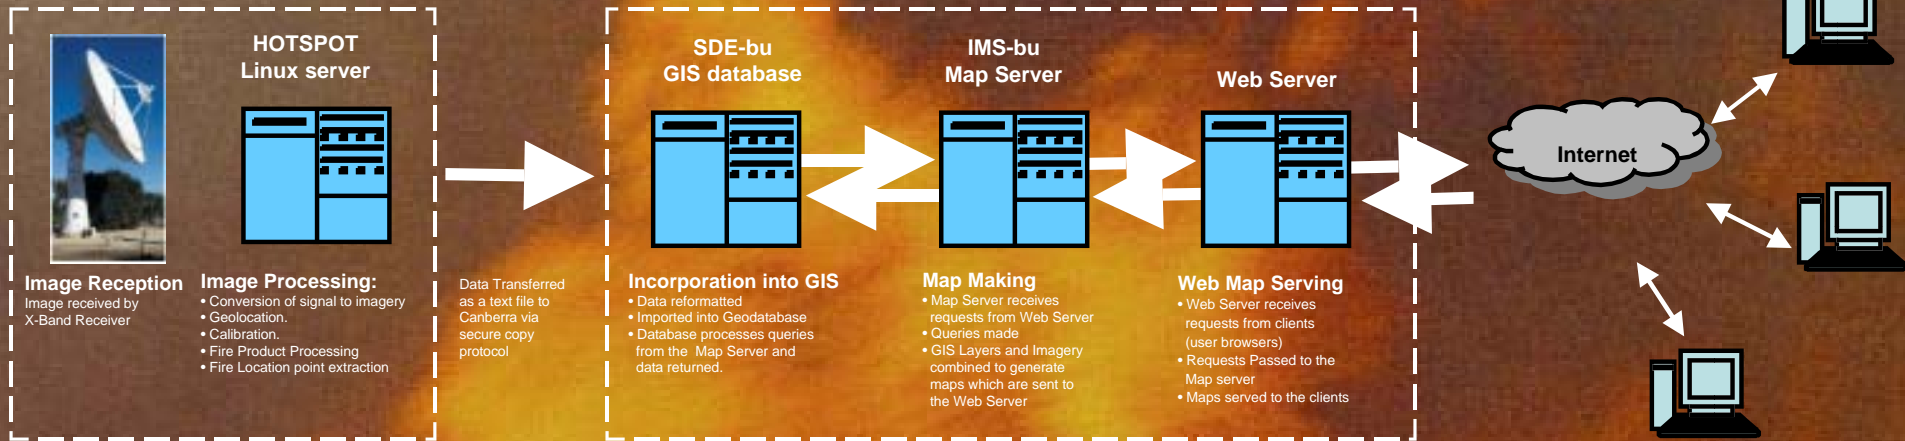 HOTSPOT
Linux server
Image Reception
Image received by
X-Band Receiver
Image Processing:
• Conversion of signal to imagery
• Geolocation.
• Calibration.
• Fire Product Processing
• Fire Location point extraction
Data Transferred
as a text file to
Canberra via
secure copy
protocol
SDE-bu
GIS database
Incorporation into GIS
• Data reformatted
• Imported into Geodatabase
• Database processes queries
from the Map Server and
data returned.
IMS-bu
Map Server
Map Making
• Map Server receives
requests from Web Server
• Queries made
• GIS Layers and Imagery
combined to generate
maps which are sent to
the Web Server
Web Server
Web Map Serving
• Web Server receives
requests from clients
(user browsers)
• Requests Passed to the
Map server
• Maps served to the clients
Internet